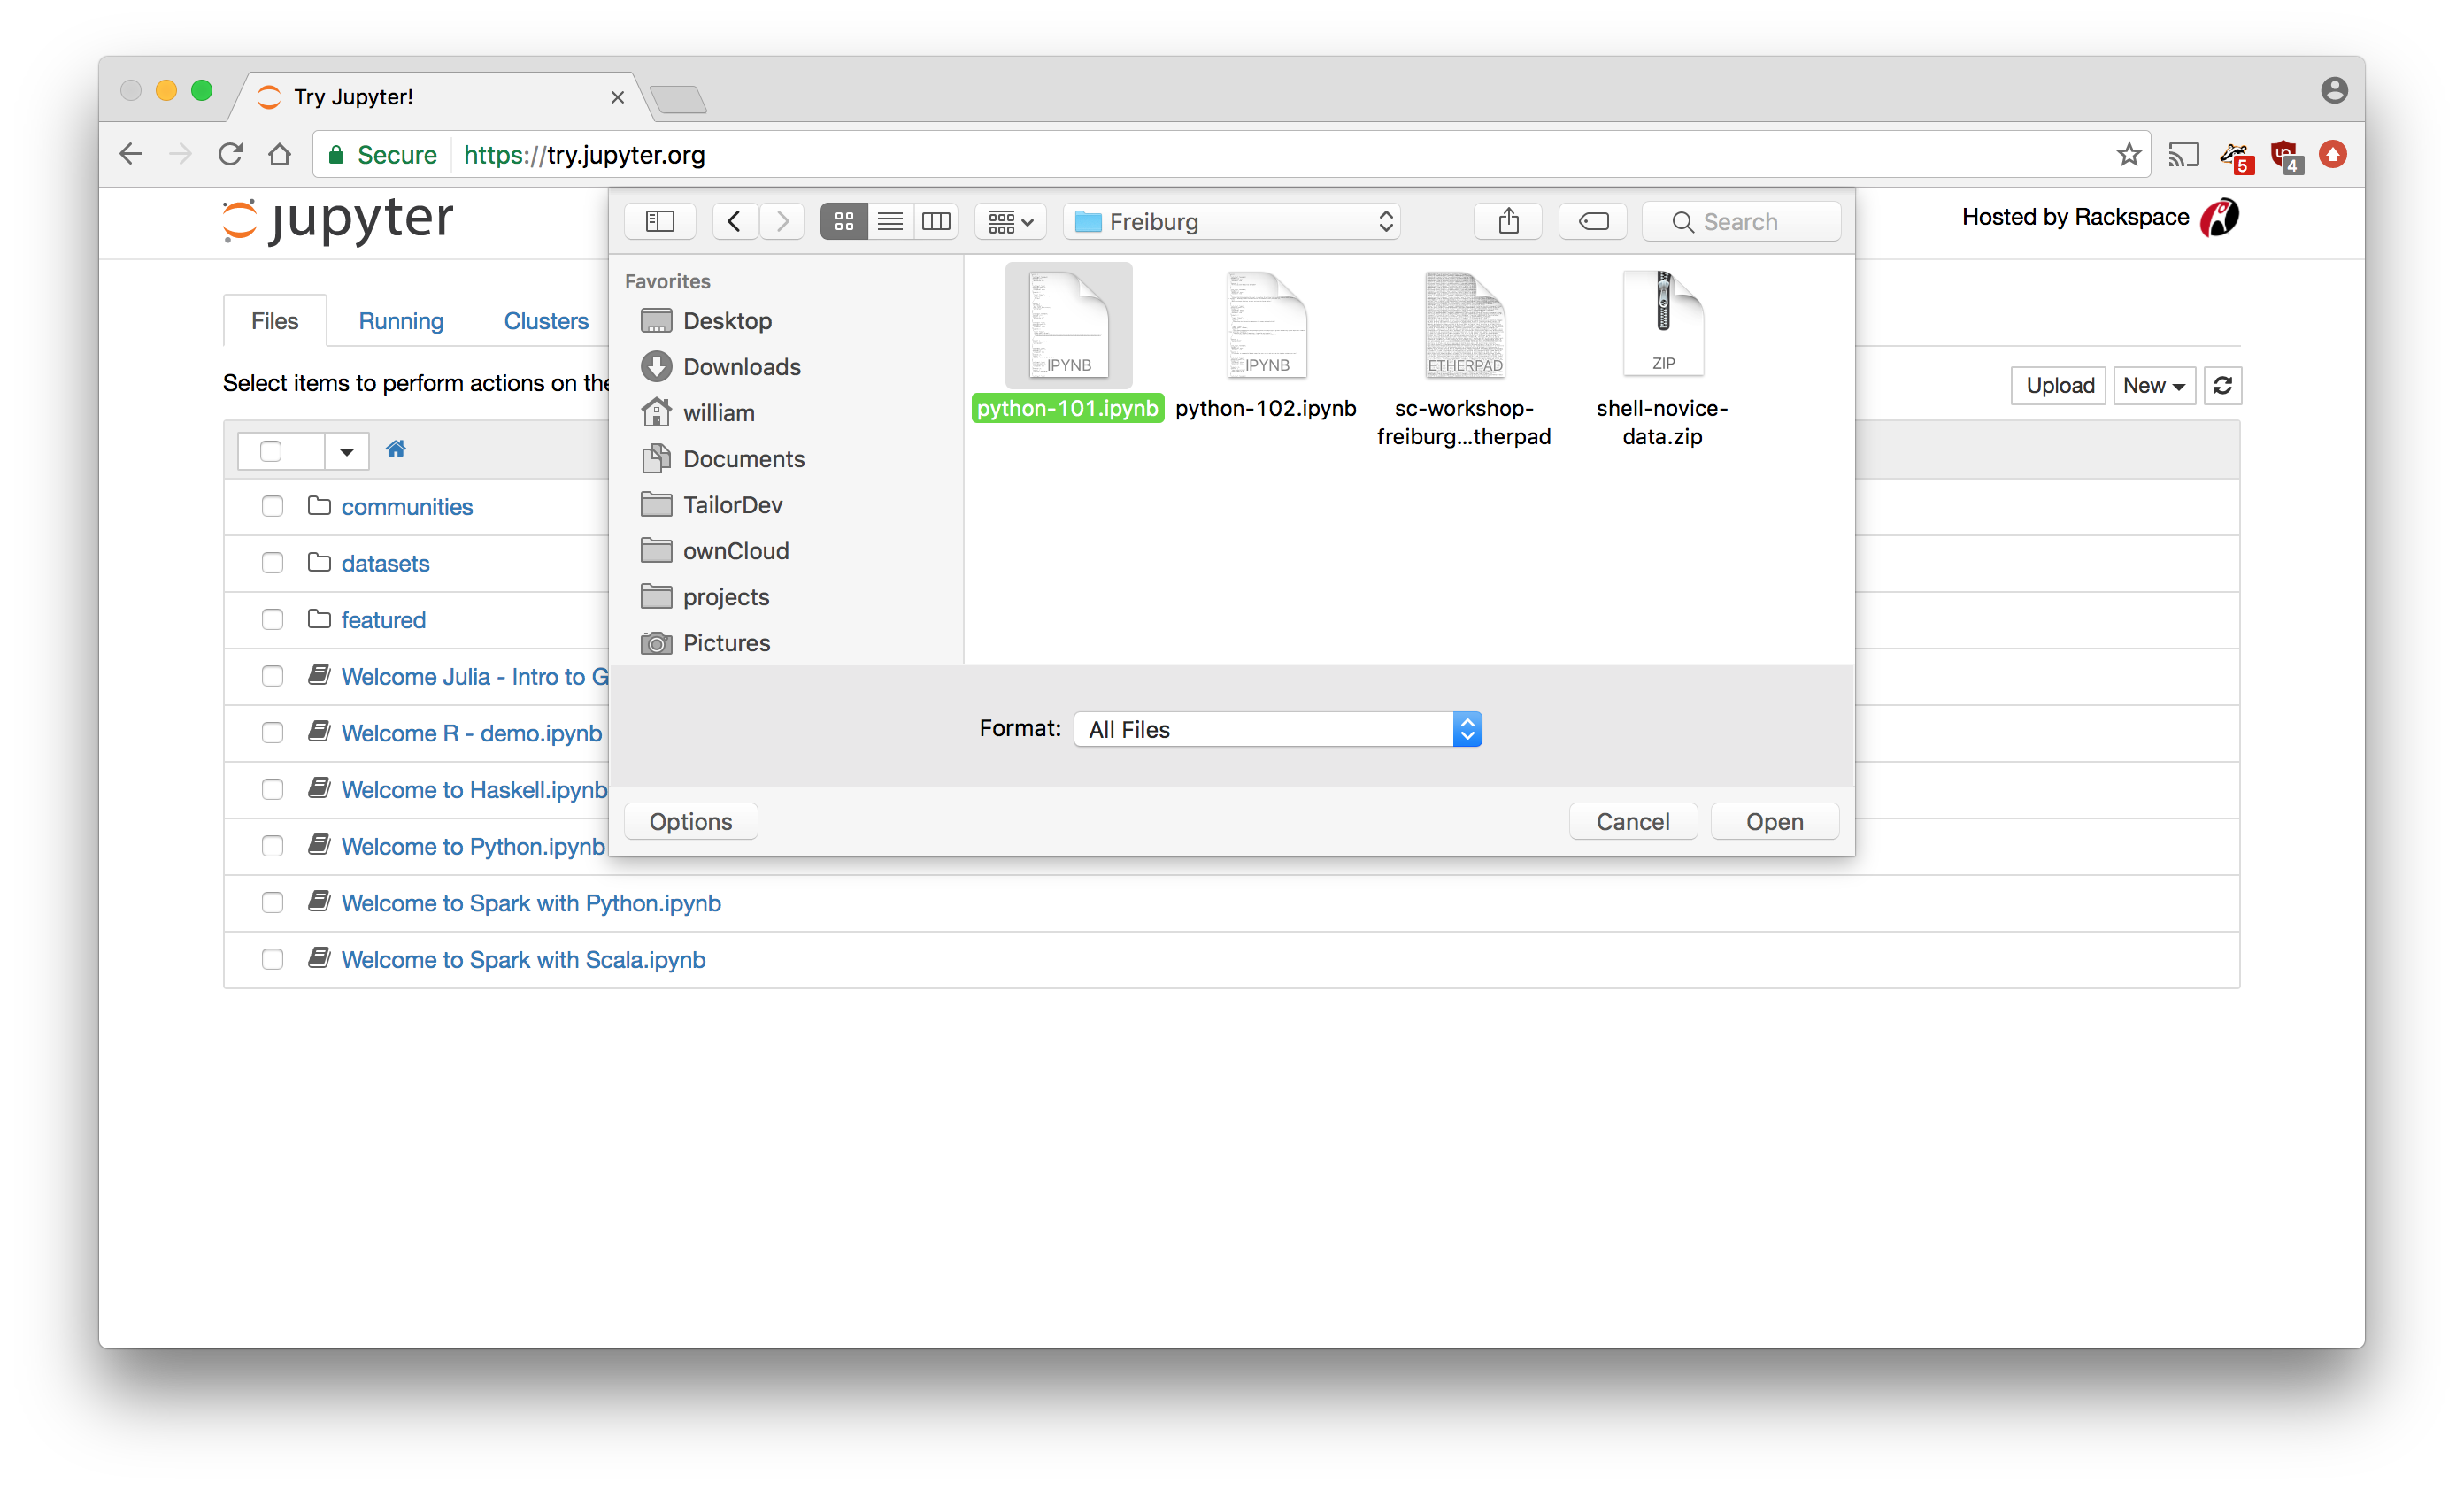 Try Jupyter!
Secure https://try.jupyter.org
5
4
jupyter
Hosted by Rackspace
Freiburg
Search
Files
Running
Clusters
Select items to perform actions on the
Upload
New
Favorites
Desktop
Downloads
william
Documents
TailorDev
ownCloud
projects
Pictures
IPYNB
IPYNB
ETHERPAD
ZIP
python-101.ipynb
python-102.ipynb
sc-workshop-
freiburg...therpad
shell-novice-
data.zip
Format: All Files
Options
Cancel
Open
communities
datasets
featured
Welcome Julia - Intro to G
Welcome R - demo.ipynb
Welcome to Haskell.ipynb
Welcome to Python.ipynb
Welcome to Spark with Python.ipynb
Welcome to Spark with Scala.ipynb